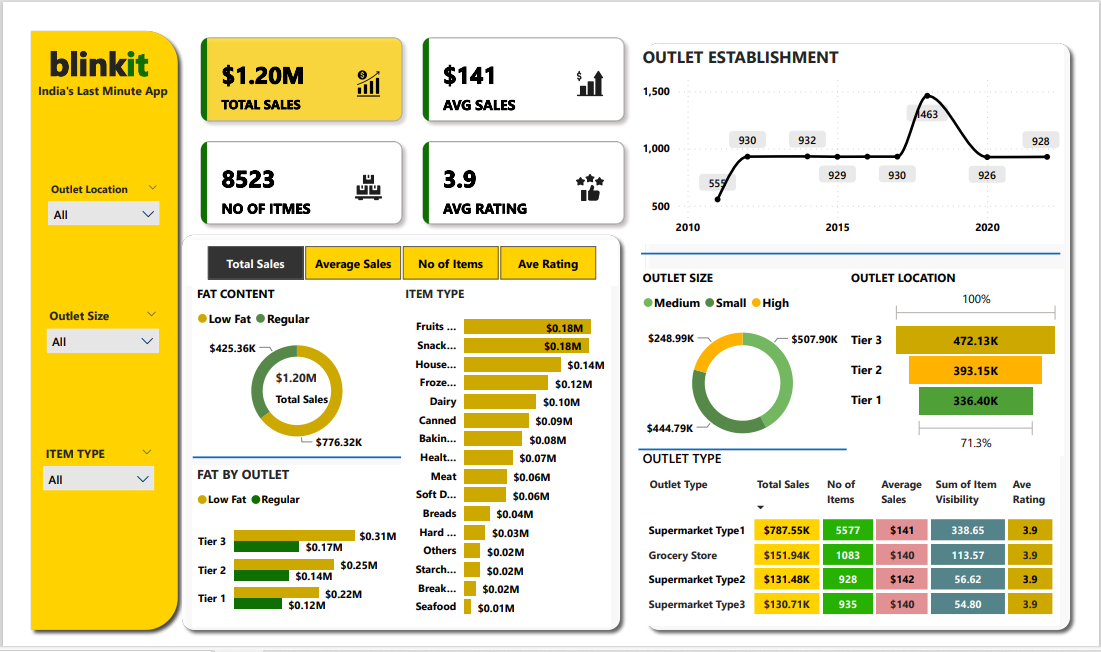 blinkit
India's Last Minute App
Outlet Location
All
Outlet Size
All
ITEM TYPE
All
$1.20M
TOTAL SALES
$141
AVG SALES
8523
NO OF ITMES
3.9
AVG RATING
Total Sales
Average Sales
No of Items
Ave Rating
FAT CONTENT
Low Fat Regular
$425.36K
$1.20M
Total Sales
$776.32K
FAT BY OUTLET
Low Fat Regular
Tier 3 $0.31M
$0.17M
Tier 2 $0.25M
$0.14M
Tier 1 $0.22M
$0.12M
ITEM TYPE
Fruits ... $0.18M
Snack... $0.18M
House... $0.14M
Froze... $0.12M
Dairy $0.10M
Canned $0.09M
Bakin... $0.08M
Healt... $0.07M
Meat $0.06M
Soft D... $0.06M
Breads $0.04M
Hard ... $0.03M
Others $0.02M
Starch... $0.02M
Break... $0.02M
Seafood $0.01M
OUTLET ESTABLISHMENT
1,500
1,000
500
555
930
932
929
930
1463
926
928
2010 2015 2020
OUTLET SIZE
Medium Small High
$248.99K
$507.90K
$444.79K
OUTLET LOCATION
100%
Tier 3 472.13K
Tier 2 393.15K
Tier 1 336.40K
71.3%
OUTLET TYPE
Outlet Type Total Sales No of Items Average Sales Sum of Item Visibility Ave Rating
Supermarket Type1 $787.55K 5577 $141 338.65 3.9
Grocery Store $151.94K 1083 $140 113.57 3.9
Supermarket Type2 $131.48K 928 $142 56.62 3.9
Supermarket Type3 $130.71K 935 $140 54.80 3.9